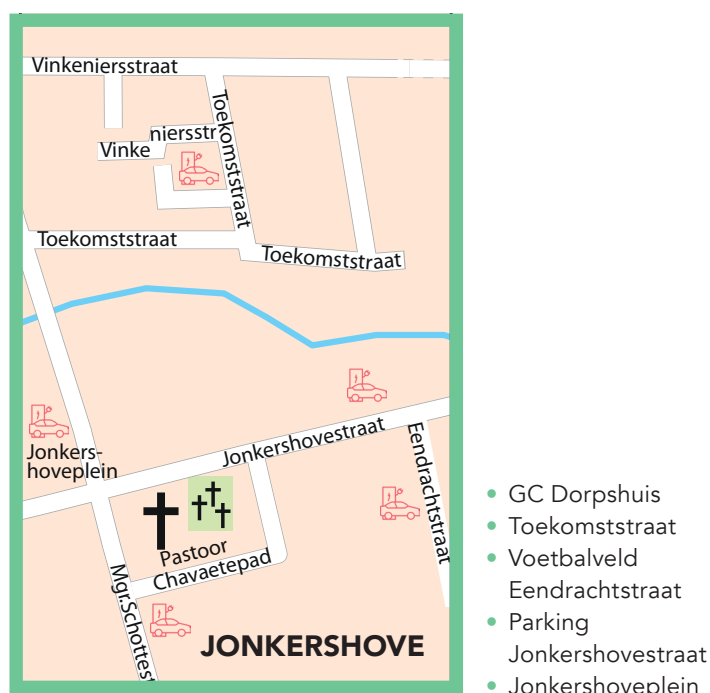 Vinkeniersstraat
Toekomststraat
niersstr
Vinke
Toekomststraat
Toekomststraat
Jonkers-
hoveplein
Jonkershovestraat
Eendrachtstraat
Pastoor
Chavaetepad
Mgr.Schottest
JONKERSHOVE
• GC Dorpshuis
• Toekomststraat
• Voetbalveld
Eendrachtstraat
• Parking
Jonkershovestraat
• Jonkershoveplein